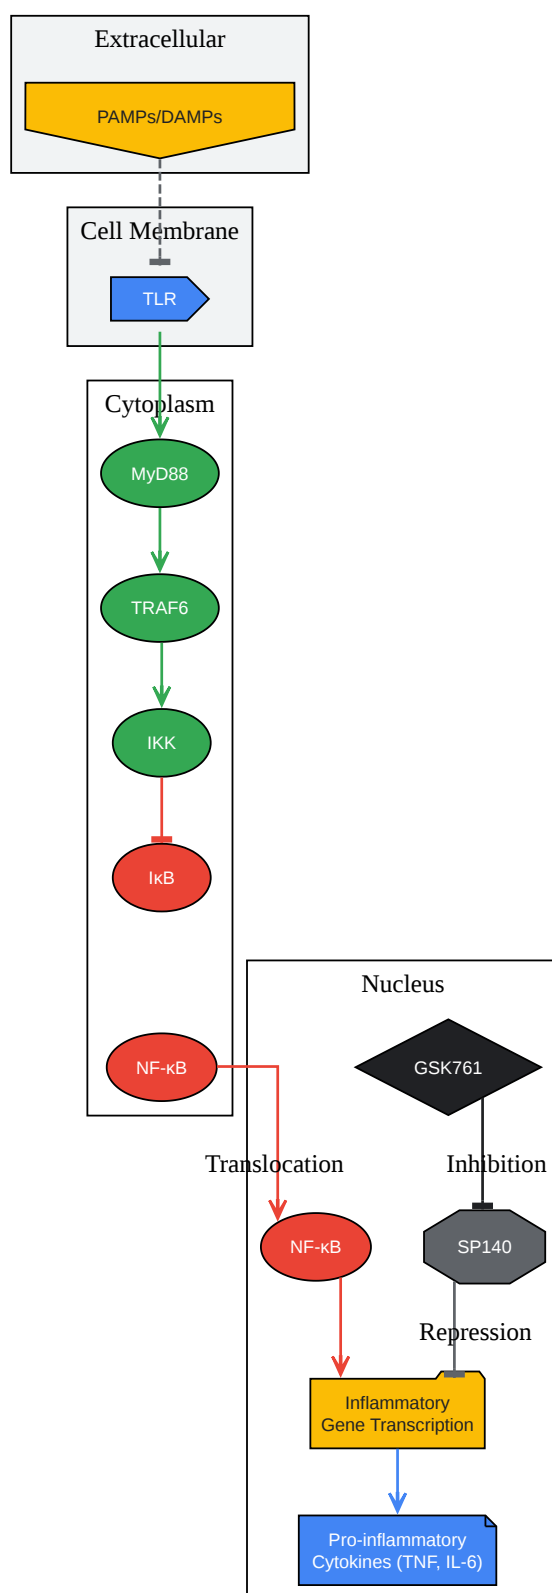 Extracellular
PAMPs/DAMPs
Cell Membrane
TLR
Cytoplasm
MyD88
TRAF6
IKK
IκB
Nucleus
NF-κB
GSK761
Translocation
Inhibition
NF-κB
SP140
Repression
Inflammatory
Gene Transcription
Pro-inflammatory
Cytokines (TNF, IL-6)